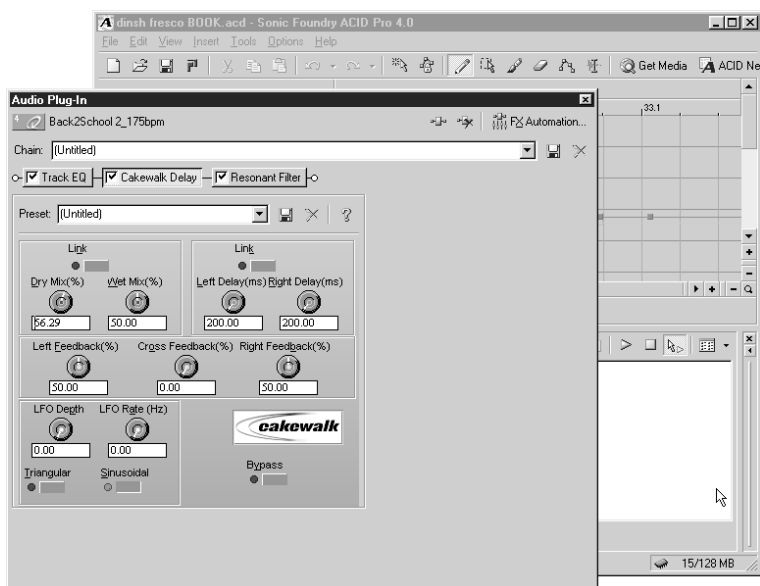 dinsh fresco BOOK.acd - Sonic Foundry ACID Pro 4.0
File Edit View Insert Tools Options Help
Get Media ACID Ne
Audio Plug-In
4 Back2School 2_175bpm FX Automation...
33.1
Chain: (Untitled)
Track EQ Cakewalk Delay Resonant Filter
Preset: (Untitled)
Link Link
Dry Mix(%) Wet Mix(%) Left Delay(ms) Right Delay(ms)
56.29 50.00 200.00 200.00
Left Feedback(%) Cross Feedback(%) Right Feedback(%)
50.00 0.00 50.00
LFO Depth LFO Rate (Hz)
cakewalk
0.00 0.00
Triangular Sinusoidal Bypass
15/128 MB